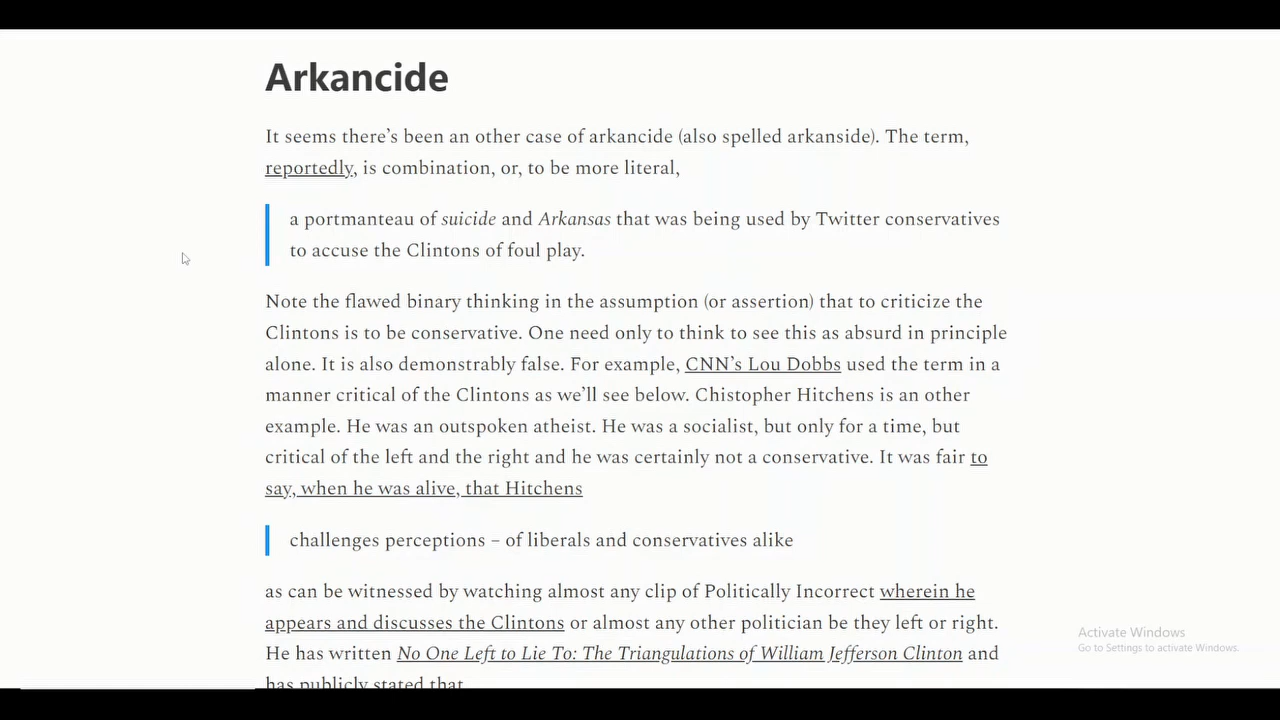 Arkancide
It seems there's been an other case of arkancide (also spelled arkanside). The term,
reportedly, is combination, or, to be more literal,
a portmanteau of suicide and Arkansas that was being used by Twitter conservatives
to accuse the Clintons of foul play.
Note the flawed binary thinking in the assumption (or assertion) that to criticize the
Clintons is to be conservative. One need only to think to see this as absurd in principle
alone. It is also demonstrably false. For example, CNN's Lou Dobbs used the term in a
manner critical of the Clintons as we'll see below. Chistopher Hitchens is an other
example. He was an outspoken atheist. He was a socialist, but only for a time, but
critical of the left and the right and he was certainly not a conservative. It was fair to
say, when he was alive, that Hitchens
challenges perceptions – of liberals and conservatives alike
as can be witnessed by watching almost any clip of Politically Incorrect wherein he
appears and discusses the Clintons or almost any other politician be they left or right.
He has written No One Left to Lie To: The Triangulations of William Jefferson Clinton and
has publicly stated that
Activate Windows
Go to Settings to activate Windows.